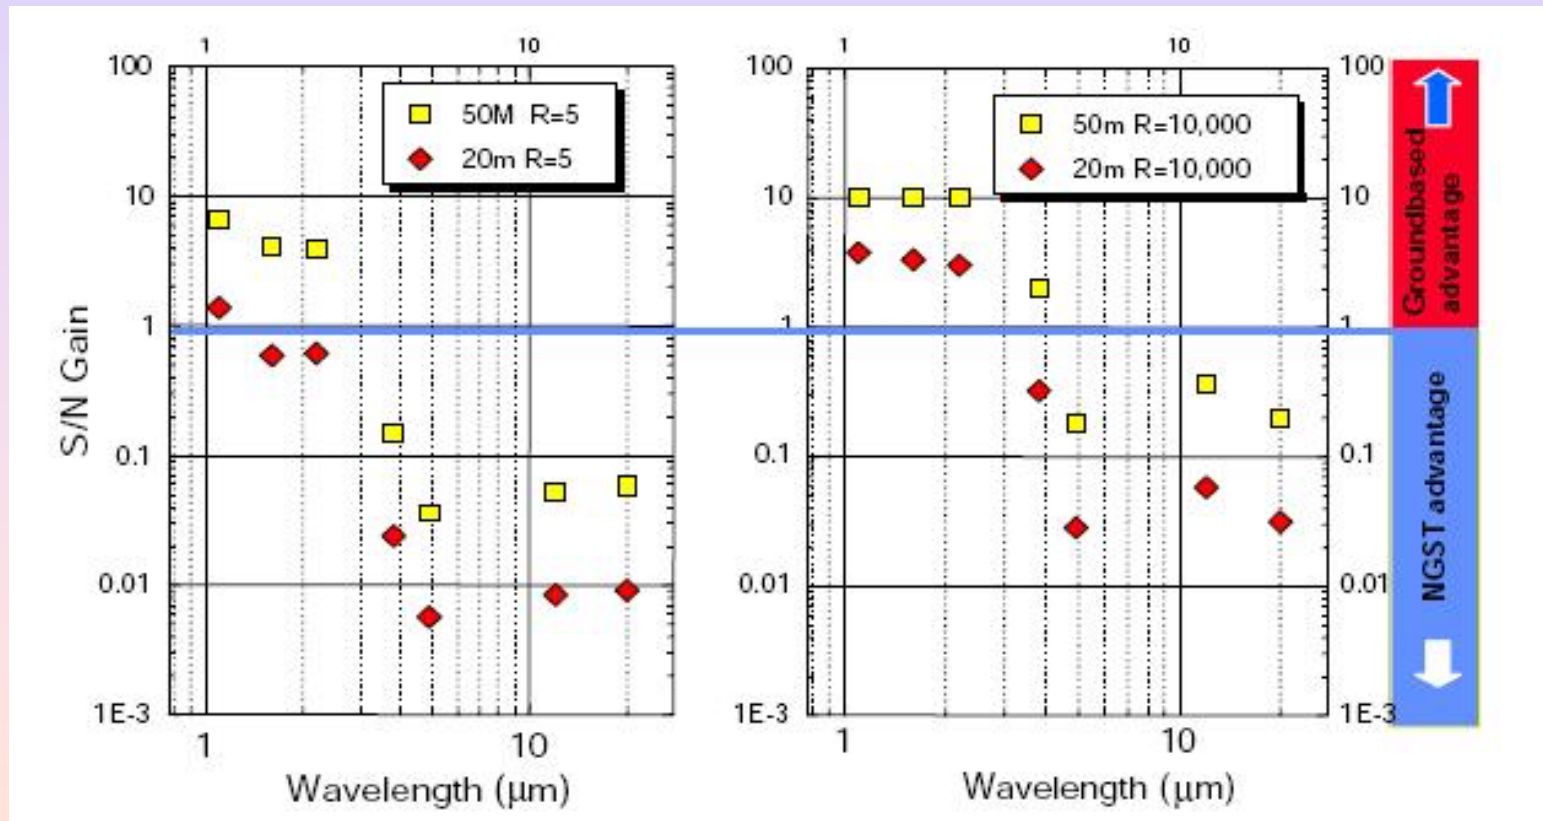 1 10
100
10
1
0.1
0.01
1E-3
S/N Gain
50M R=5
20m R=5
1 10
Wavelength (μm)
1 10
100
10
1
0.1
0.01
1E-3
50m R=10,000
20m R=10,000
100
10
1
0.1
0.01
1E-3
1 10
Wavelength (μm)
Groundbased
advantage
NGST advantage